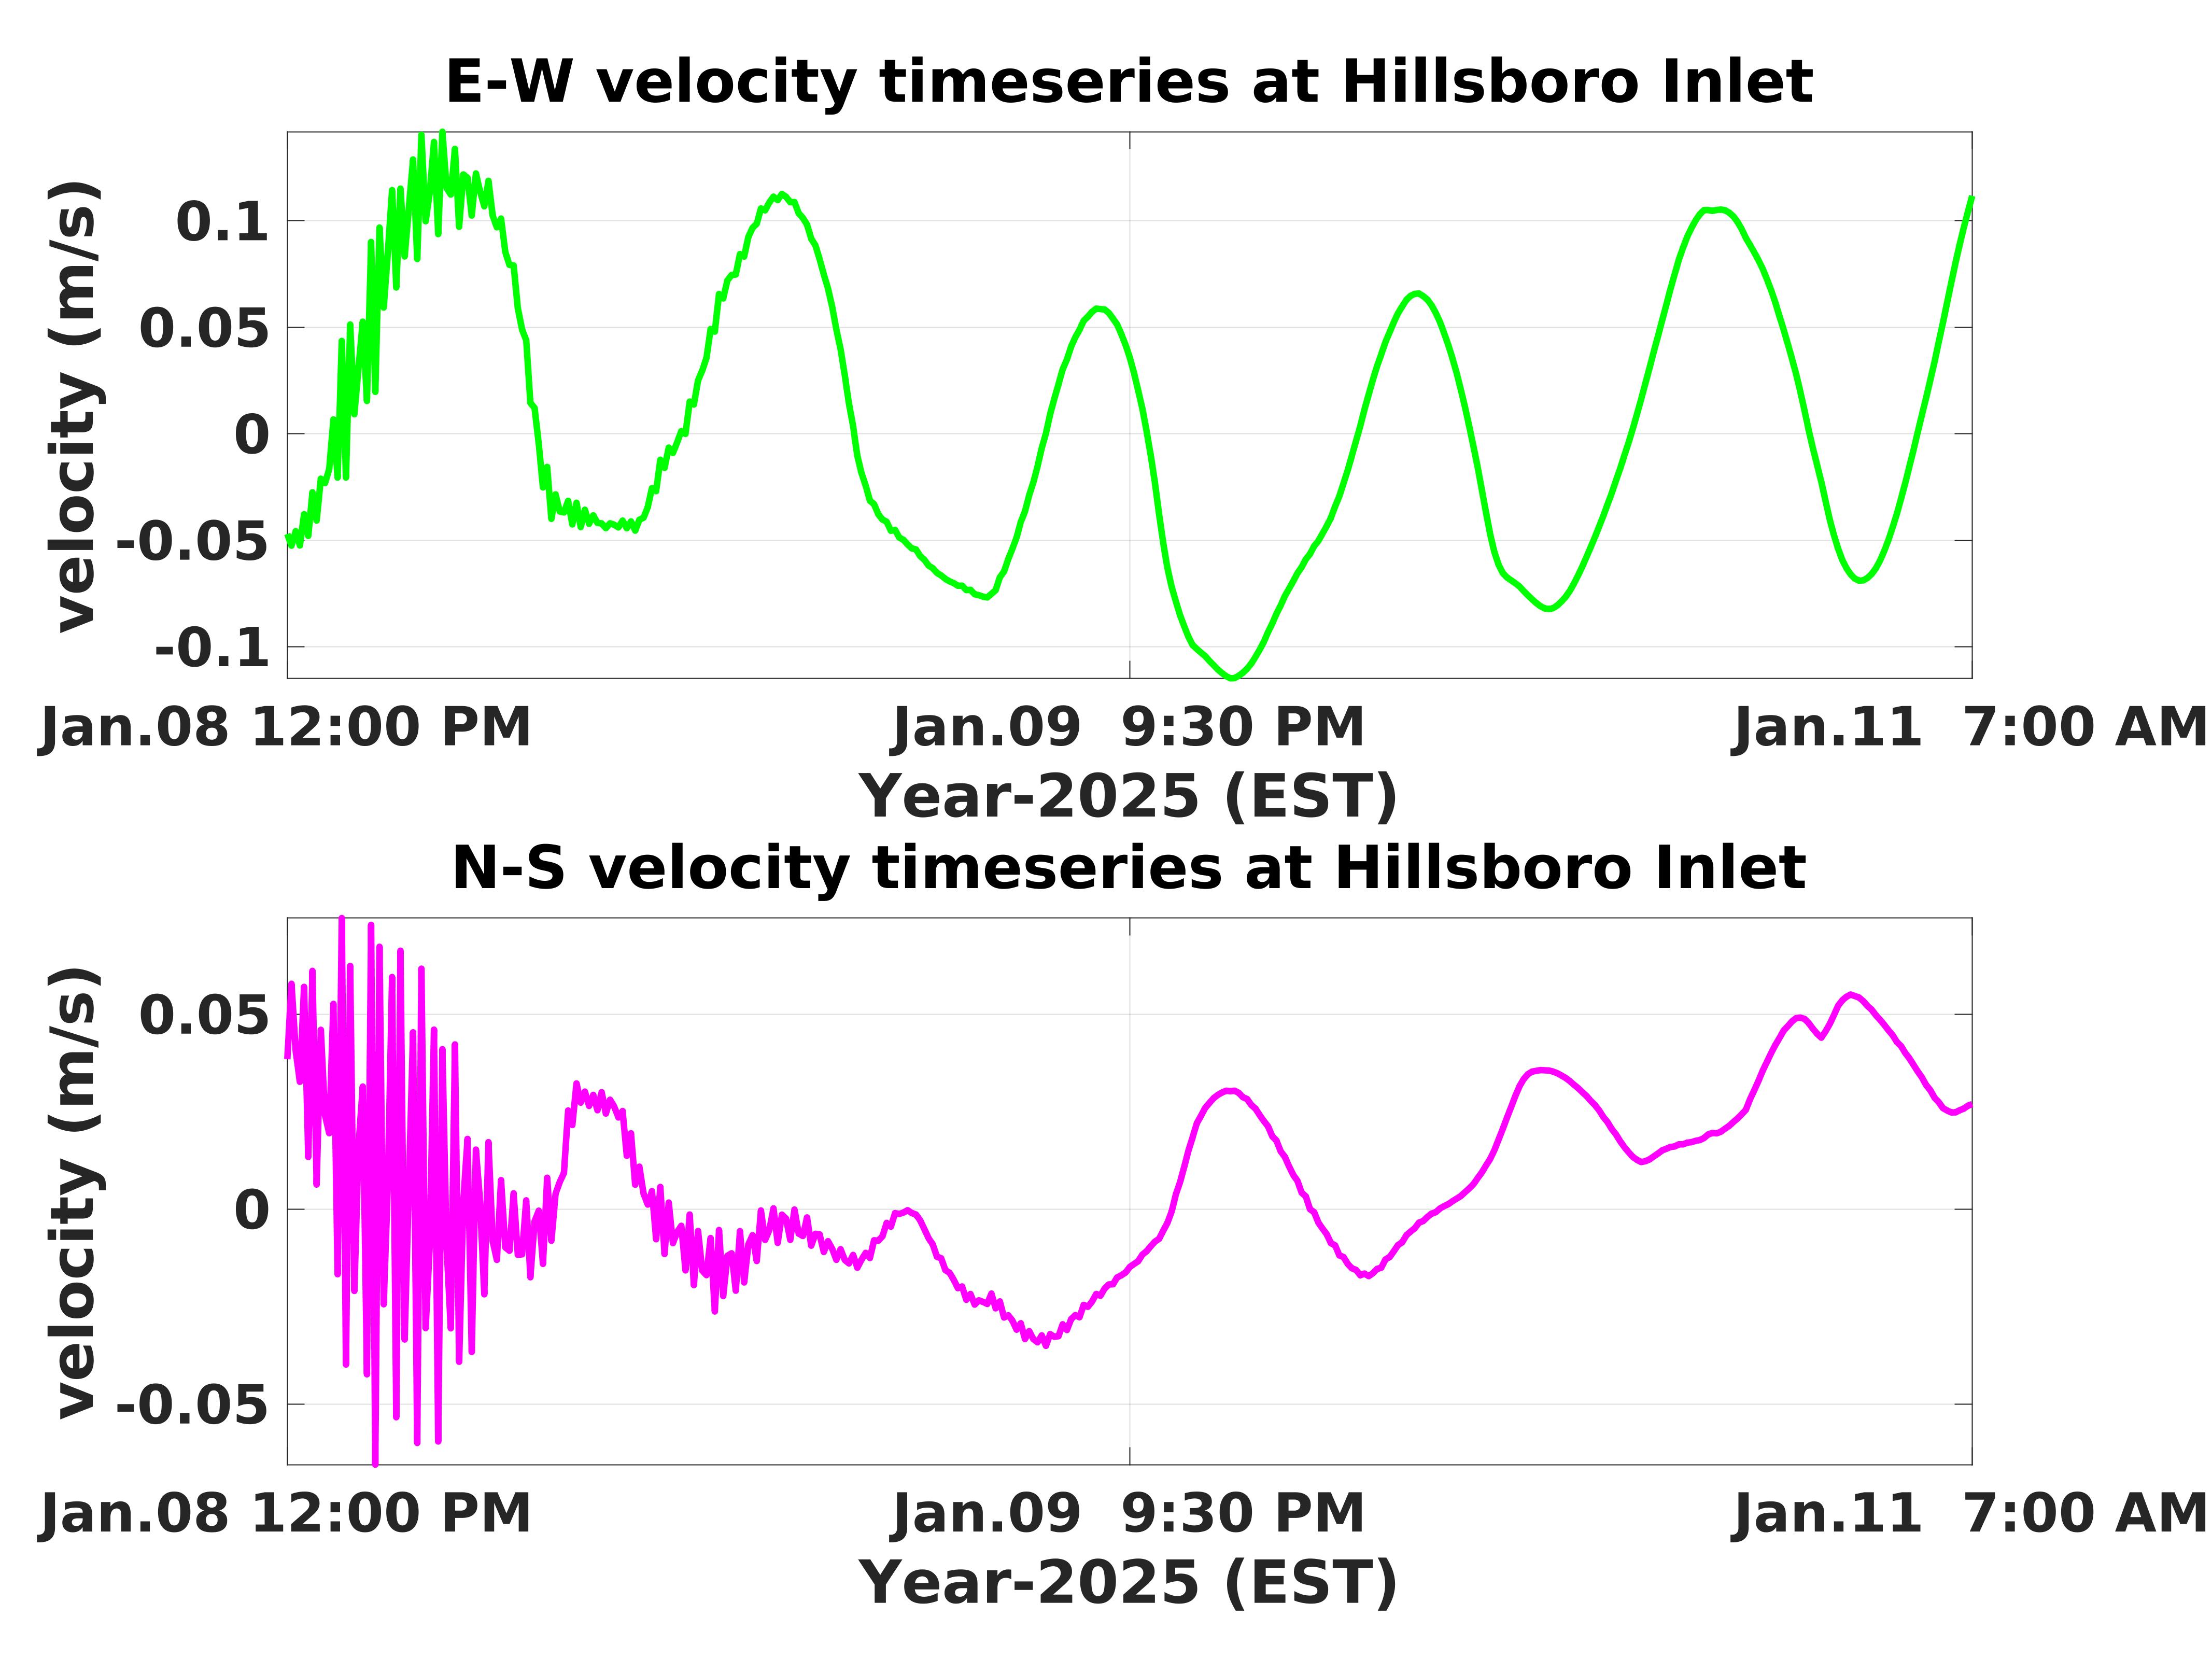 E-W velocity timeseries at Hillsboro Inlet
velocity (m/s)
0.1
0.05
0
-0.05
-0.1
Jan.08 12:00 PM
Jan.09 9:30 PM
Jan.11 7:00 AM
Year-2025 (EST)
N-S velocity timeseries at Hillsboro Inlet
velocity (m/s)
0.05
0
-0.05
Jan.08 12:00 PM
Jan.09 9:30 PM
Jan.11 7:00 AM
Year-2025 (EST)